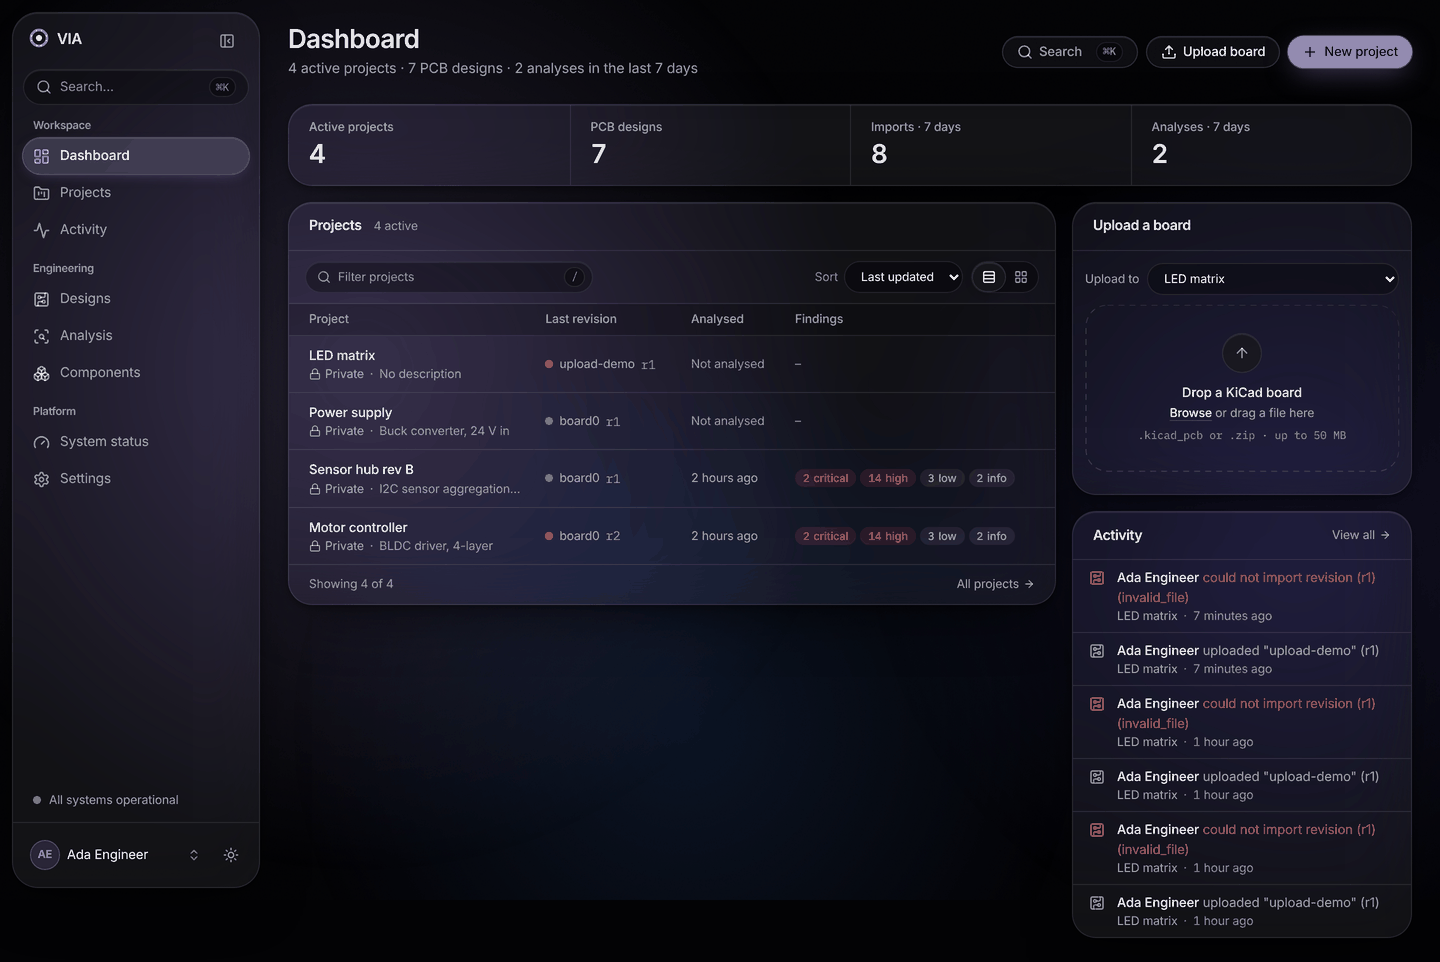 VIA
Search... ⌘K
Workspace
Dashboard
Projects
Activity
Engineering
Designs
Analysis
Components
Platform
System status
Settings
All systems operational
AE Ada Engineer
Dashboard
4 active projects · 7 PCB designs · 2 analyses in the last 7 days
Search ⌘K
Upload board
+ New project
Active projects
4
PCB designs
7
Imports · 7 days
8
Analyses · 7 days
2
Projects 4 active
Filter projects /
Sort Last updated
Project Last revision Analysed Findings
LED matrix
Private · No description
upload-demo r1 Not analysed –
Power supply
Private · Buck converter, 24 V in
board0 r1 Not analysed –
Sensor hub rev B
Private · I2C sensor aggregation...
board0 r1 2 hours ago 2 critical 14 high 3 low 2 info
Motor controller
Private · BLDC driver, 4-layer
board0 r2 2 hours ago 2 critical 14 high 3 low 2 info
Showing 4 of 4 All projects →
Upload a board
Upload to LED matrix
Drop a KiCad board
Browse or drag a file here
.kicad_pcb or .zip · up to 50 MB
Activity View all →
Ada Engineer could not import revision (r1)
(invalid_file)
LED matrix · 7 minutes ago
Ada Engineer uploaded "upload-demo" (r1)
LED matrix · 7 minutes ago
Ada Engineer could not import revision (r1)
(invalid_file)
LED matrix · 1 hour ago
Ada Engineer uploaded "upload-demo" (r1)
LED matrix · 1 hour ago
Ada Engineer could not import revision (r1)
(invalid_file)
LED matrix · 1 hour ago
Ada Engineer uploaded "upload-demo" (r1)
LED matrix · 1 hour ago